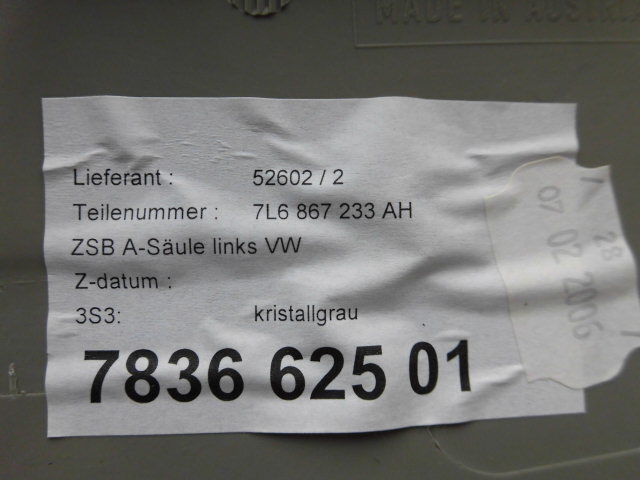 MADE IN AUSTRIA
Lieferant : 52602 / 2
Teilenummer : 7L6 867 233 AH
ZSB A-Säule links VW
Z-datum :
3S3: kristallgrau
7836 625 01
28
07 02 2006